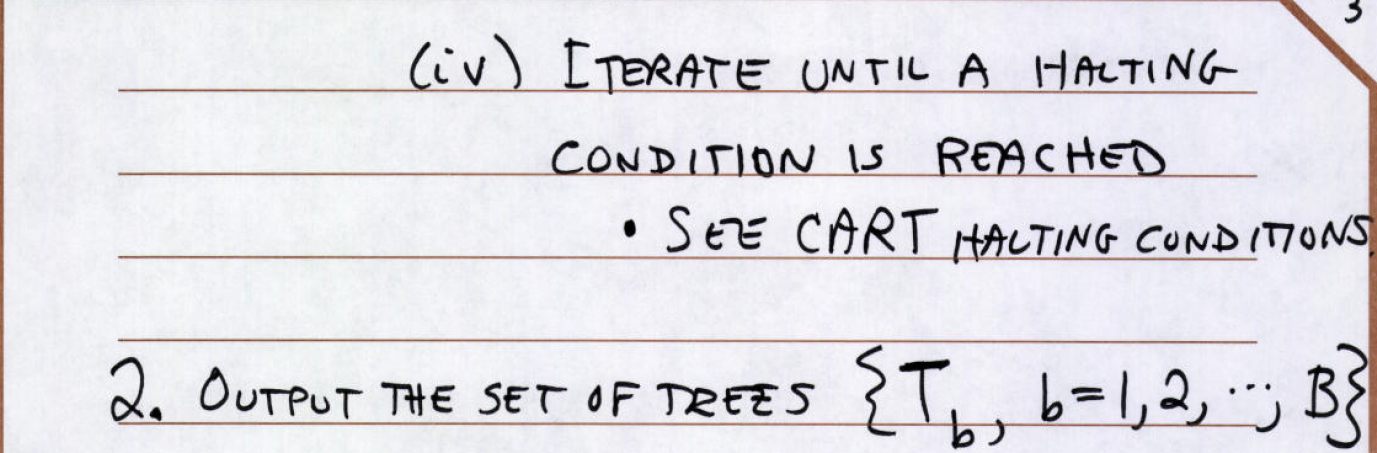 3
(iv) ITERATE UNTIL A HALTING
CONDITION IS REACHED
• SEE CART HALTING CONDITIONS.
2. OUTPUT THE SET OF TREES {T_b, b=1,2,...,B}